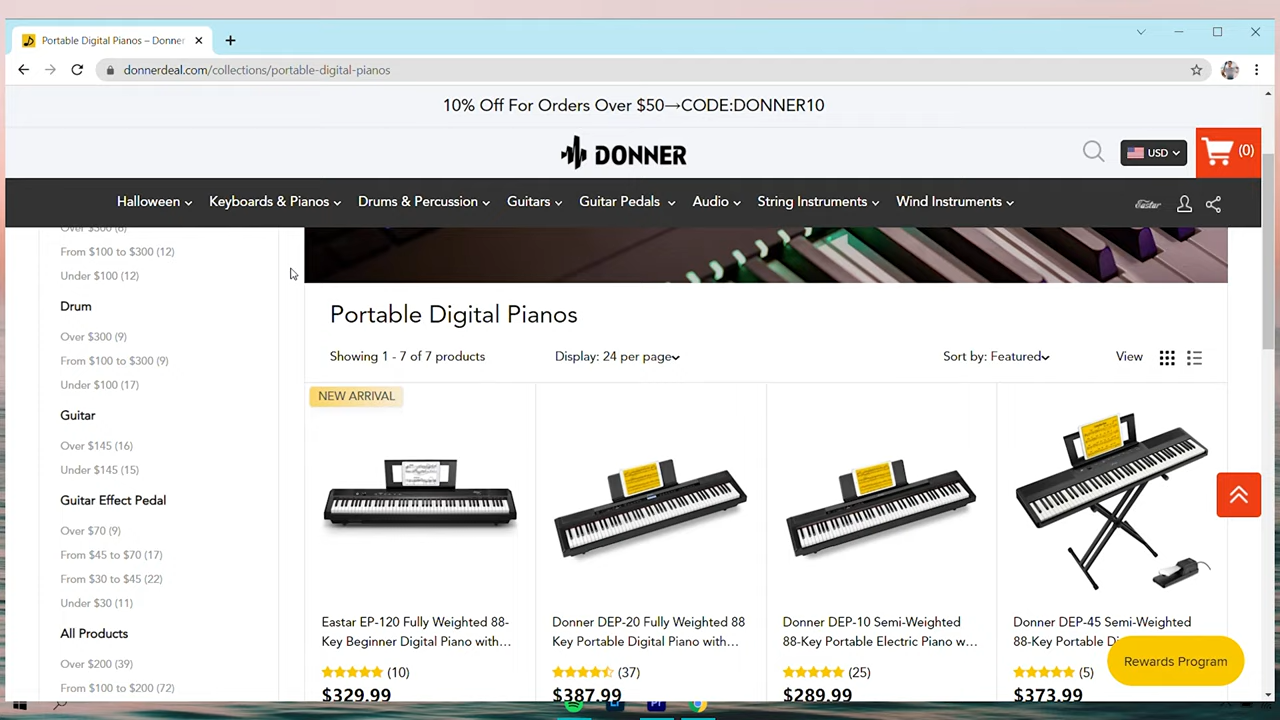 Portable Digital Pianos – Donner
donnerdeal.com/collections/portable-digital-pianos
10% Off For Orders Over $50→CODE:DONNER10
DONNER
USD
(0)
Halloween Keyboards & Pianos Drums & Percussion Guitars Guitar Pedals Audio String Instruments Wind Instruments
Eastar
Over $300 (6)
From $100 to $300 (12)
Under $100 (12)
Drum
Over $300 (9)
From $100 to $300 (9)
Under $100 (17)
Guitar
Over $145 (16)
Under $145 (15)
Guitar Effect Pedal
Over $70 (9)
From $45 to $70 (17)
From $30 to $45 (22)
Under $30 (11)
All Products
Over $200 (39)
From $100 to $200 (72)
Portable Digital Pianos
Showing 1 - 7 of 7 products
Display: 24 per page
Sort by: Featured
View
NEW ARRIVAL
Eastar EP-120 Fully Weighted 88-
Key Beginner Digital Piano with...
(10)
$329.99
Donner DEP-20 Fully Weighted 88
Key Portable Digital Piano with...
(37)
$387.99
Donner DEP-10 Semi-Weighted
88-Key Portable Electric Piano w...
(25)
$289.99
Donner DEP-45 Semi-Weighted
88-Key Portable
(5)
$373.99
Rewards Program